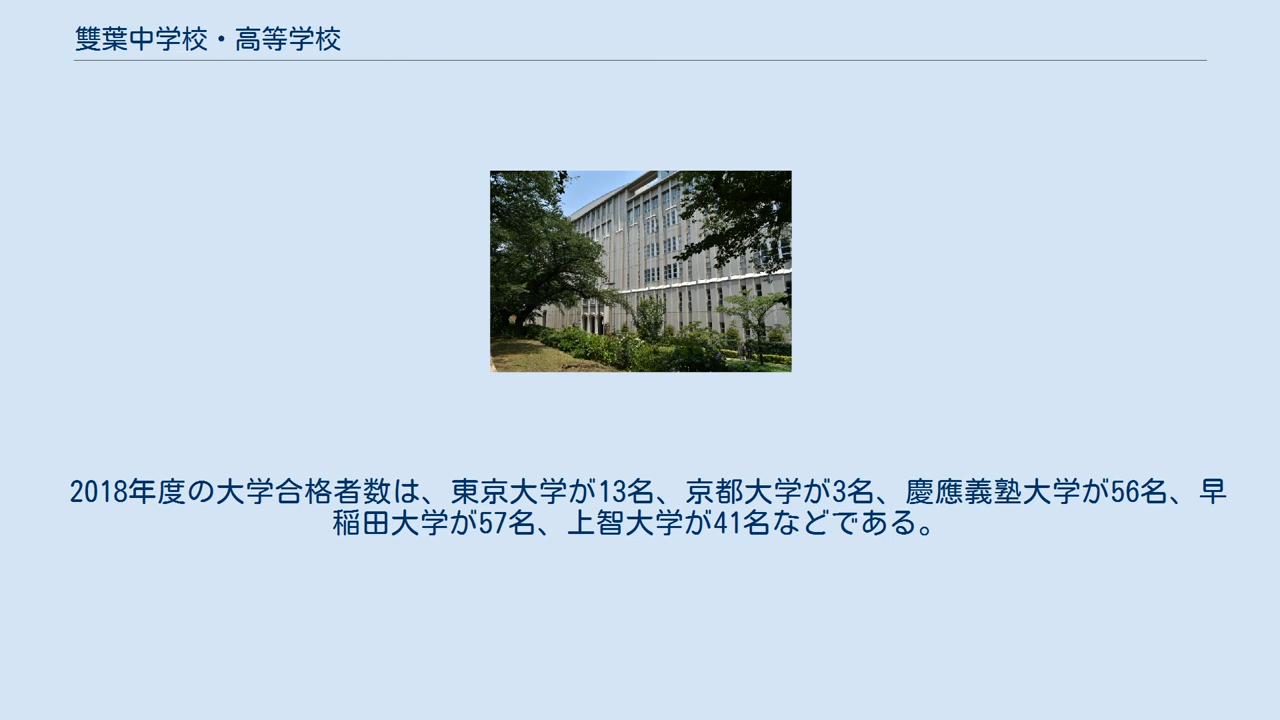 雙葉中学校・高等学校
2018年度の大学合格者数は、東京大学が13名、京都大学が3名、慶應義塾大学が56名、早
稲田大学が57名、上智大学が41名などである。